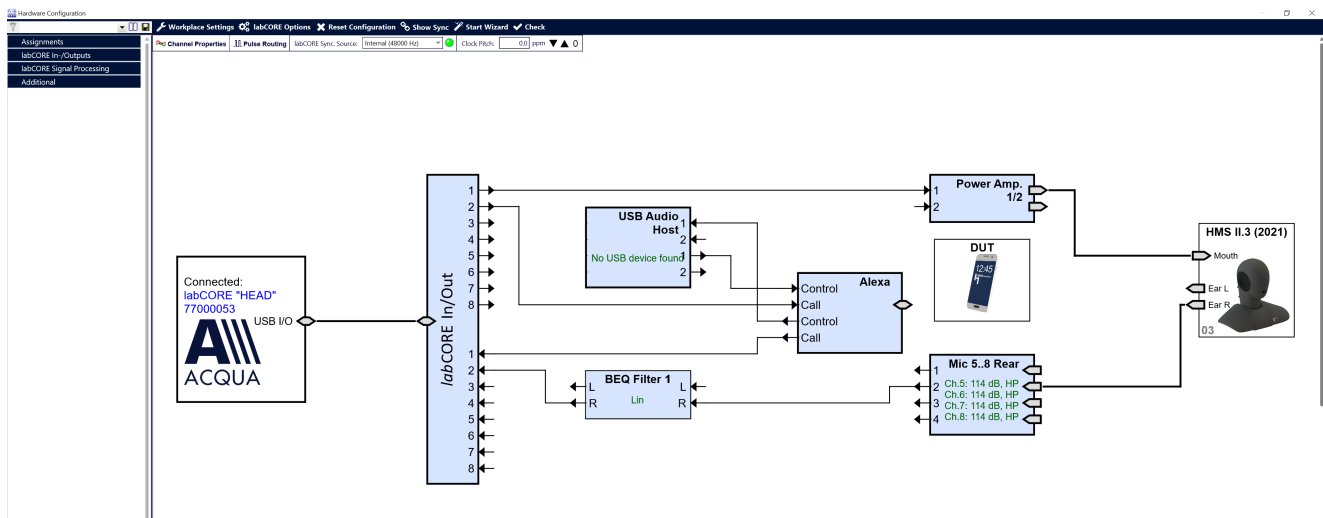 Hardware Configuration
Workplace Settings labCORE Options Reset Configuration Show Sync Start Wizard Check
Assignments
labCORE In-/Outputs
labCORE Signal Processing
Additional
Channel Properties Pulse Routing labCORE Sync. Source: Internal (48000 Hz) Clock Pitch: 0,0 ppm ▼ ▲ 0
Connected:
labCORE "HEAD"
77000053
USB I/O
ACQUA
labCORE In/Out
1
2
3
4
5
6
7
8
1
2
3
4
5
6
7
8
USB Audio
Host
1
2
1
2
No USB device found
BEQ Filter 1
L L
Lin
R R
Alexa
Control
Call
Control
Call
Power Amp.
1/2
1
2
DUT
12:45
Mic 5..8 Rear
1
2 Ch.5: 114 dB, HP
Ch.6: 114 dB, HP
3 Ch.7: 114 dB, HP
4 Ch.8: 114 dB, HP
HMS II.3 (2021)
Mouth
Ear L
Ear R
03